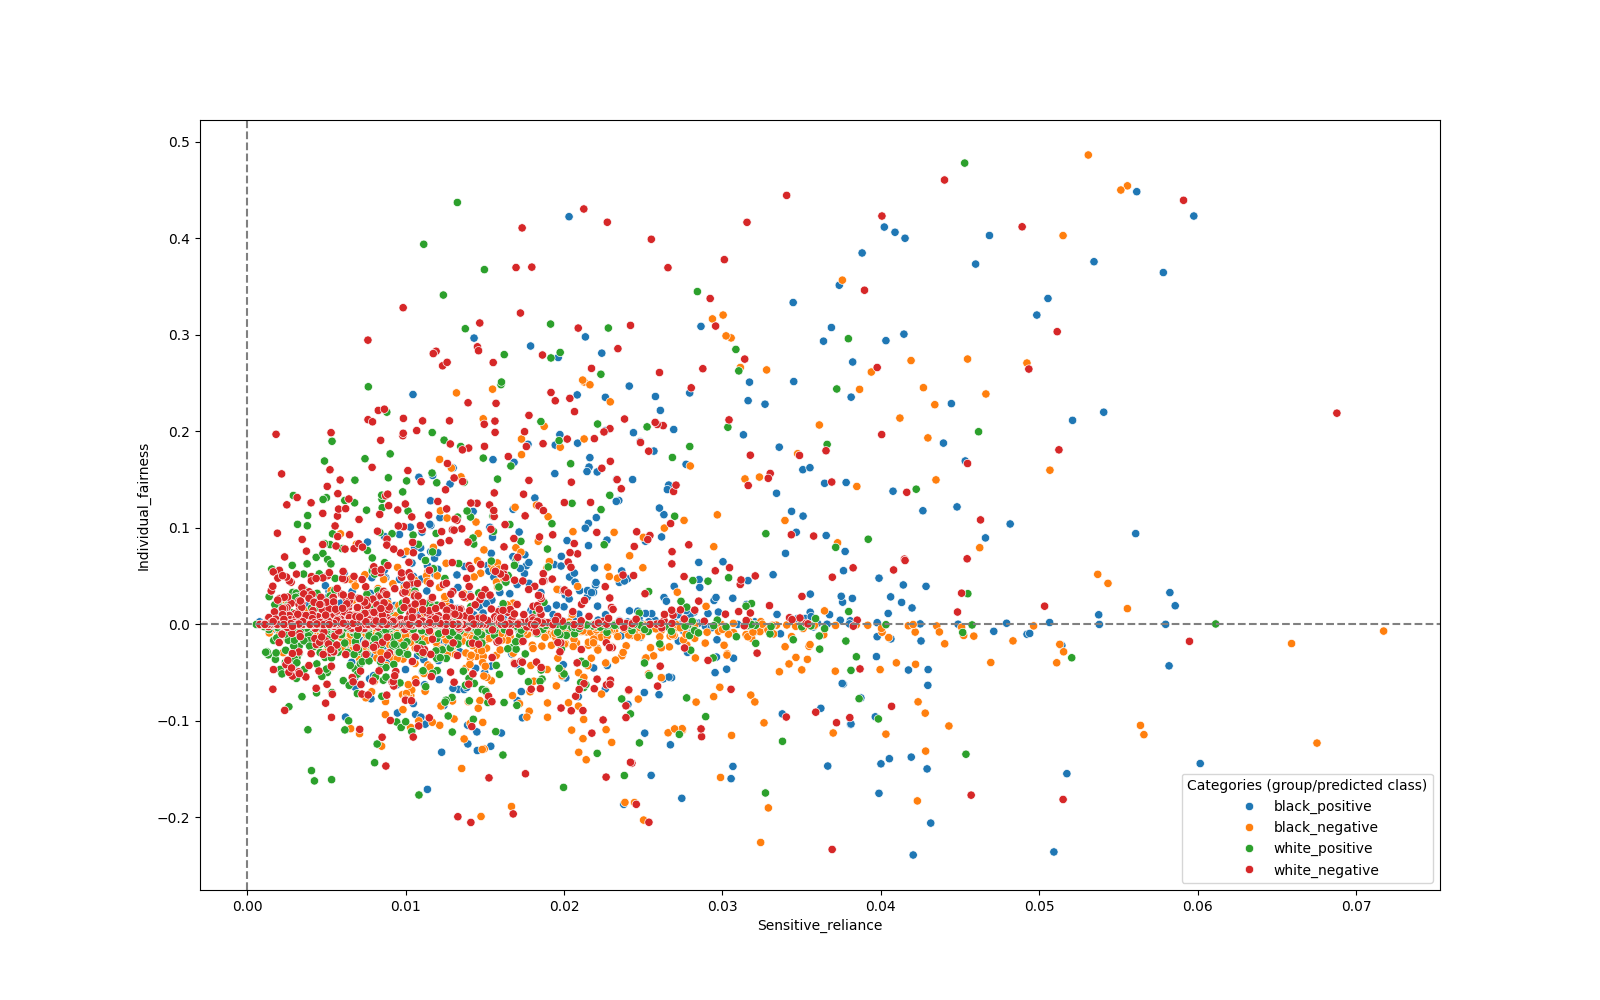 0.5
0.4
0.3
0.2
0.1
0.0
−0.1
−0.2
Individual_fairness
0.00 0.01 0.02 0.03 0.04 0.05 0.06 0.07
Sensitive_reliance
Categories (group/predicted class)
black_positive
black_negative
white_positive
white_negative